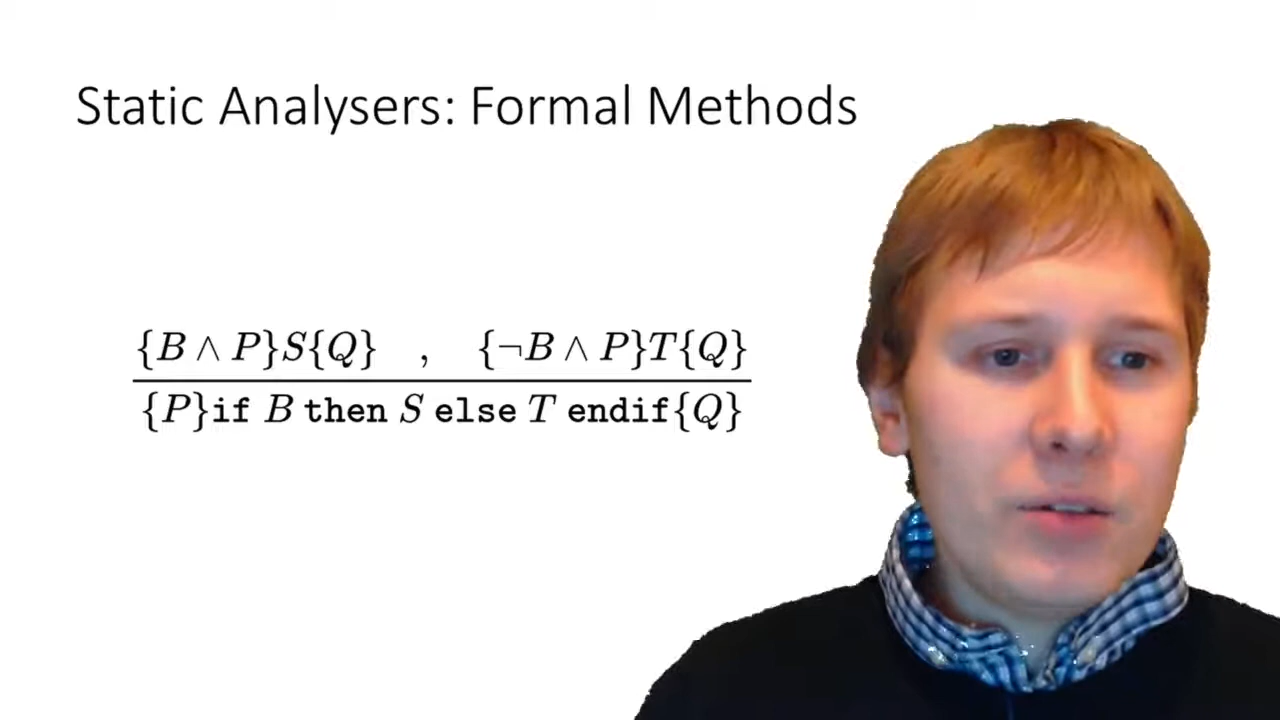 Static Analysers: Formal Methods
{B ∧ P}S{Q} , {¬B ∧ P}T{Q}
{P}if B then S else T endif{Q}